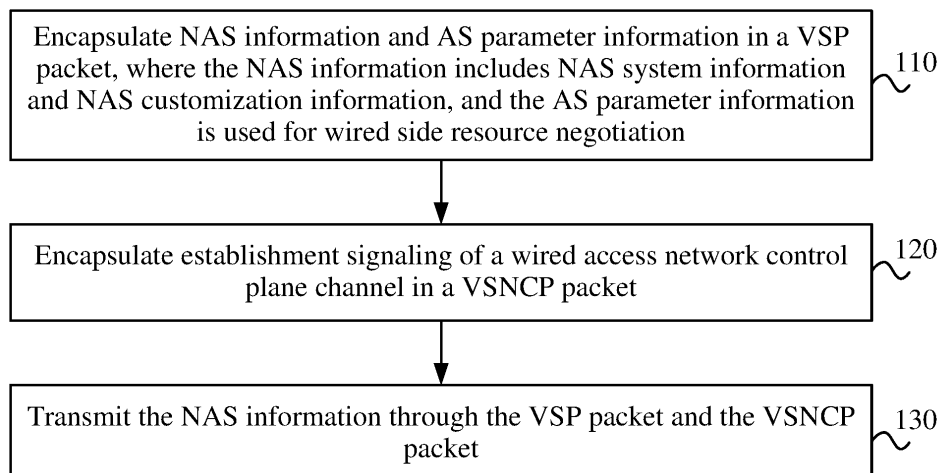 Encapsulate NAS information and AS parameter information in a VSP
packet, where the NAS information includes NAS system information
and NAS customization information, and the AS parameter information
is used for wired side resource negotiation
110
Encapsulate establishment signaling of a wired access network control
plane channel in a VSNCP packet
120
Transmit the NAS information through the VSP packet and the VSNCP
packet
130